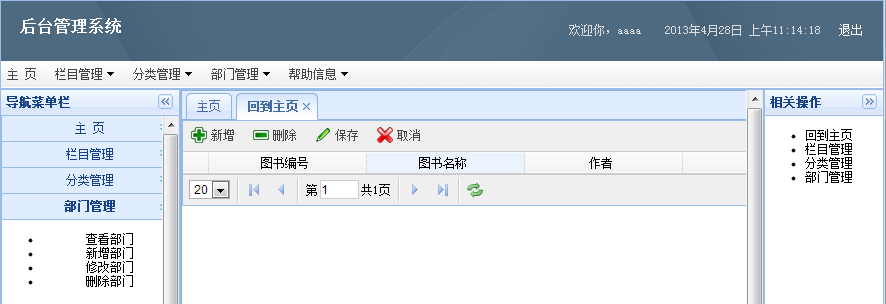 后台管理系统
欢迎你，aaaa 2013年4月28日 上午11:14:18 退出
主 页 栏目管理 分类管理 部门管理 帮助信息
导航菜单栏
主 页
栏目管理
分类管理
部门管理
查看部门
新增部门
修改部门
删除部门
主页 回到主页
新增 删除 保存 取消
图书编号 图书名称 作者
20 第 1 共1页
相关操作
回到主页
栏目管理
分类管理
部门管理